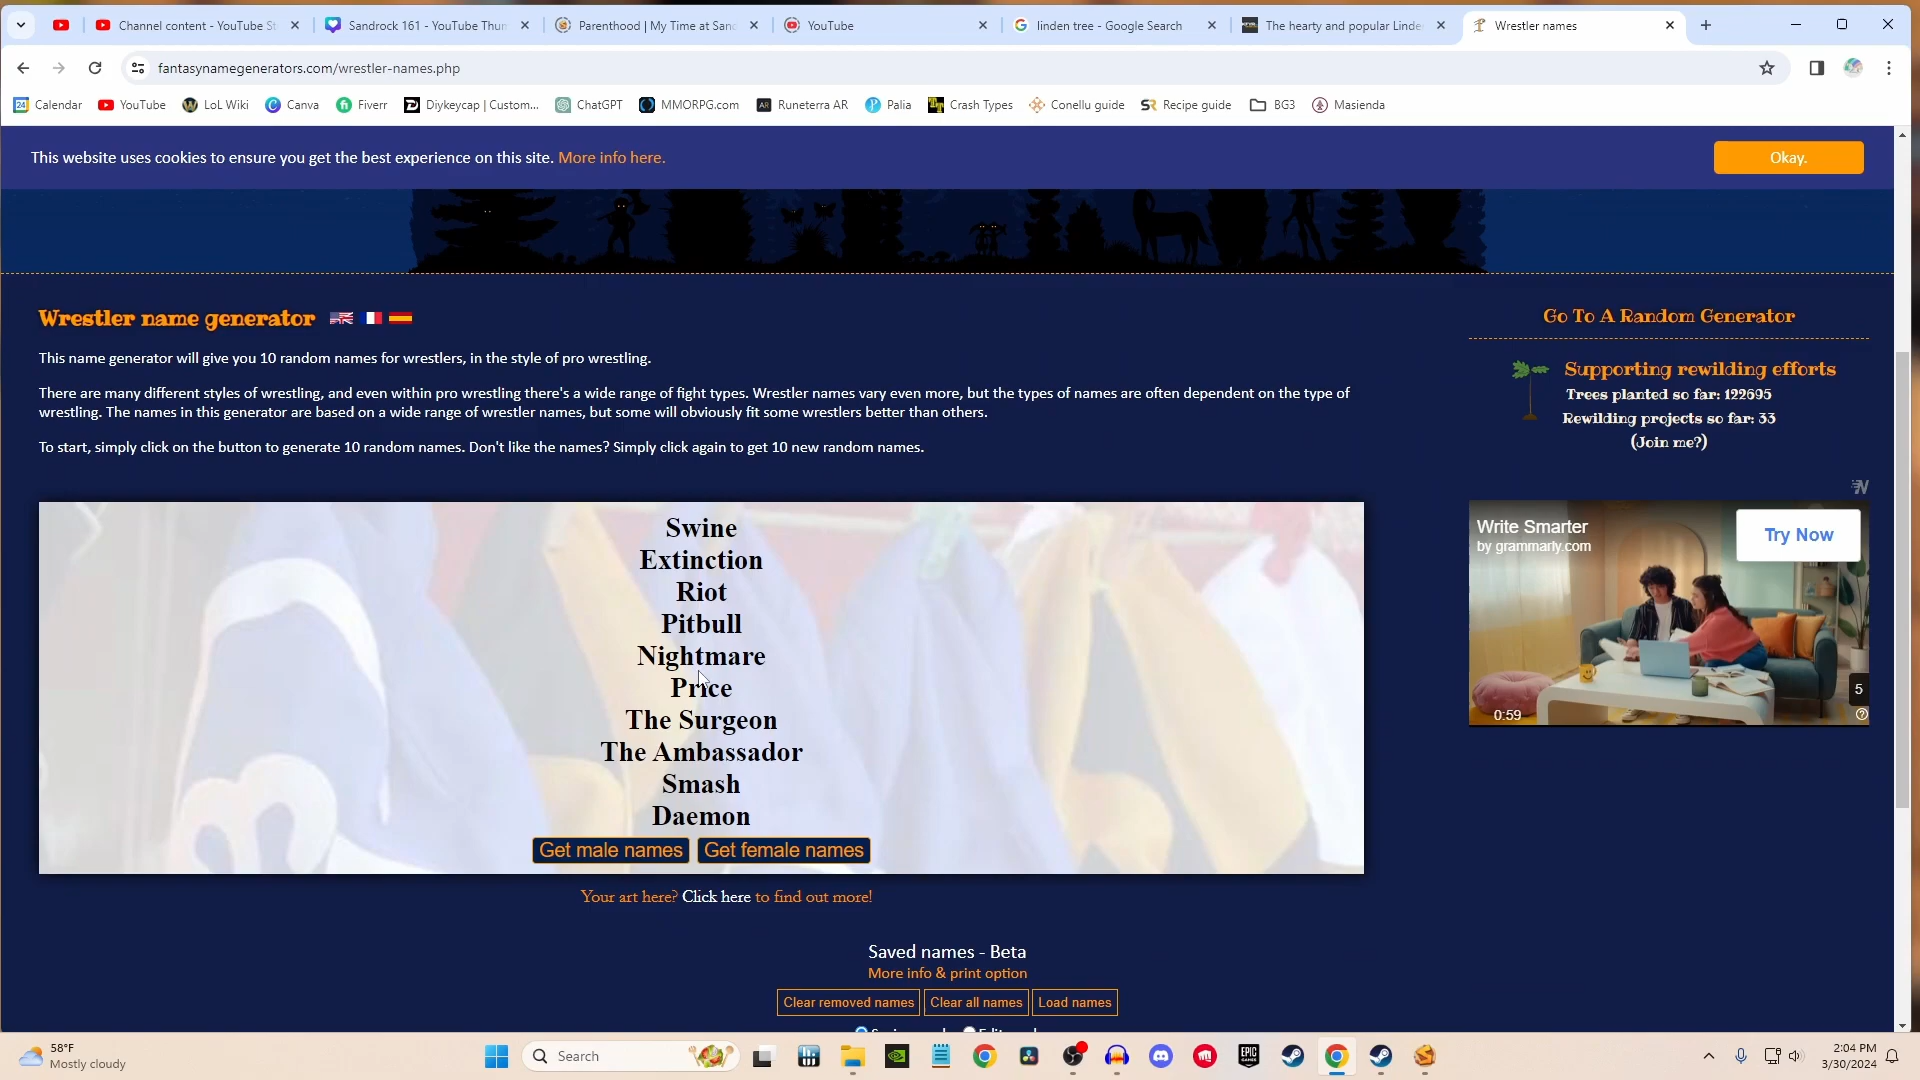 Channel content - YouTube St
Sandrock 161 - YouTube Thun
Parenthood | My Time at Sand
YouTube
linden tree - Google Search
The hearty and popular Linde
Wrestler names
fantasynamegenerators.com/wrestler-names.php
Calendar
YouTube
LoL Wiki
Canva
Fiverr
Diykeycap | Custom...
ChatGPT
MMORPG.com
Runeterra AR
Palia
Crash Types
Conellu guide
Recipe guide
BG3
Masienda
This website uses cookies to ensure you get the best experience on this site. More info here.
Okay.
Wrestler name generator
This name generator will give you 10 random names for wrestlers, in the style of pro wrestling.
There are many different styles of wrestling, and even within pro wrestling there's a wide range of fight types. Wrestler names vary even more, but the types of names are often dependent on the type of
wrestling. The names in this generator are based on a wide range of wrestler names, but some will obviously fit some wrestlers better than others.
To start, simply click on the button to generate 10 random names. Don't like the names? Simply click again to get 10 new random names.
Swine
Extinction
Riot
Pitbull
Nightmare
Price
The Surgeon
The Ambassador
Smash
Daemon
Get male names
Get female names
Your art here? Click here to find out more!
Saved names - Beta
More info & print option
Clear removed names
Clear all names
Load names
Go To A Random Generator
Supporting rewilding efforts
Trees planted so far: 122695
Rewilding projects so far: 33
(Join me?)
Write Smarter
by grammarly.com
Try Now
5
0:59
58°F
Mostly cloudy
Search
EPIC
GAMES
2:04 PM
3/30/2024